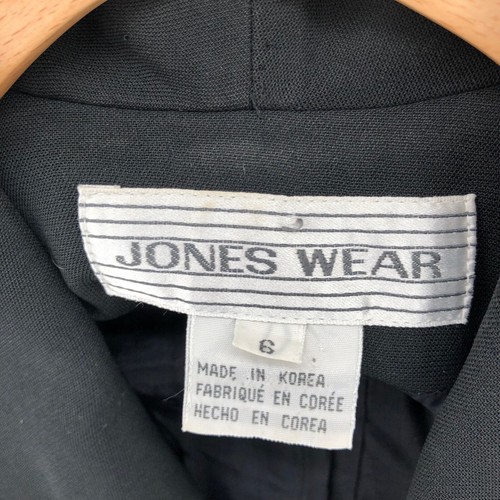 JONES WEAR
6
MADE IN KOREA
FABRIQUÉ EN CORÉE
HECHO EN COREA